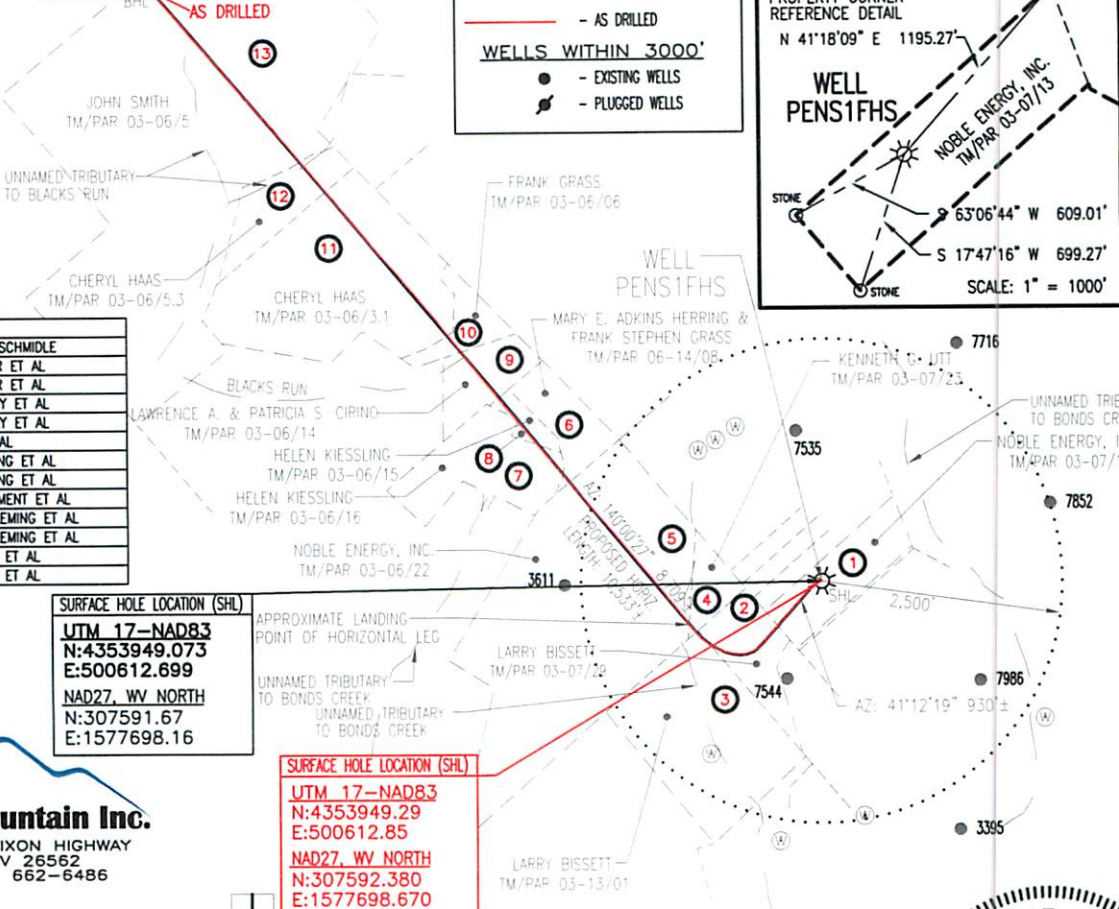 BHL
AS DRILLED
- AS DRILLED
WELLS WITHIN 3000'
- EXISTING WELLS
- PLUGGED WELLS
REFERENCE DETAIL
N 41°18'09" E 1195.27'
WELL
PENS1FHS
NOBLE ENERGY, INC.
TM/PAR 03-07/13
STONE
S 63°06'44" W 609.01'
S 17°47'16" W 699.27'
STONE
SCALE: 1" = 1000'
13
JOHN SMITH
TM/PAR 03-06/5
UNNAMED TRIBUTARY
TO BLACKS RUN
12
11
CHERYL HAAS
TM/PAR 03-06/5.3
CHERYL HAAS
TM/PAR 03-06/3.1
FRANK GRASS
TM/PAR 03-06/06
WELL
PENS1FHS
MARY E. ADKINS HERRING &
FRANK STEPHEN GRASS
TM/PAR 06-14/08
10
9
BLACKS RUN
LAWRENCE A. & PATRICIA S CIRINO
TM/PAR 03-06/14
HELEN KIESSLING
TM/PAR 03-06/15
HELEN KIESSLING
TM/PAR 03-06/16
6
8
7
KENNETH G. UTT
TM/PAR 03-07/23
7716
UNNAMED TRIB
TO BONDS CR
NOBLE ENERGY,
TM/PAR 03-07/
7535
7852
W
W
W
SCHMIDLE
R ET AL
R ET AL
Y ET AL
Y ET AL
AL
NG ET AL
NG ET AL
MENT ET AL
EMING ET AL
EMING ET AL
ET AL
ET AL
NOBLE ENERGY, INC.
TM/PAR 03-06/22
3611
AZ: 140°00'27"
PROPOSED HORIZ.
LENGTH: 10,533'±
5
4
2
1
SHL
2,500'
SURFACE HOLE LOCATION (SHL)
UTM 17-NAD83
N:4353949.073
E:500612.699
NAD27, WV NORTH
N:307591.67
E:1577698.16
APPROXIMATE LANDING
POINT OF HORIZONTAL LEG
UNNAMED TRIBUTARY
TO BONDS CREEK
UNNAMED TRIBUTARY
TO BONDS CREEK
LARRY BISSETT
TM/PAR 03-07/29
3
7544
7986
AZ: 41°12'19" 930'±
W
W
W
W
3395
SURFACE HOLE LOCATION (SHL)
UTM 17-NAD83
N:4353949.29
E:500612.85
NAD27, WV NORTH
N:307592.380
E:1577698.670
LARRY BISSETT
TM/PAR 03-13/01
untain Inc.
IXON HIGHWAY
V 26562
662-6486